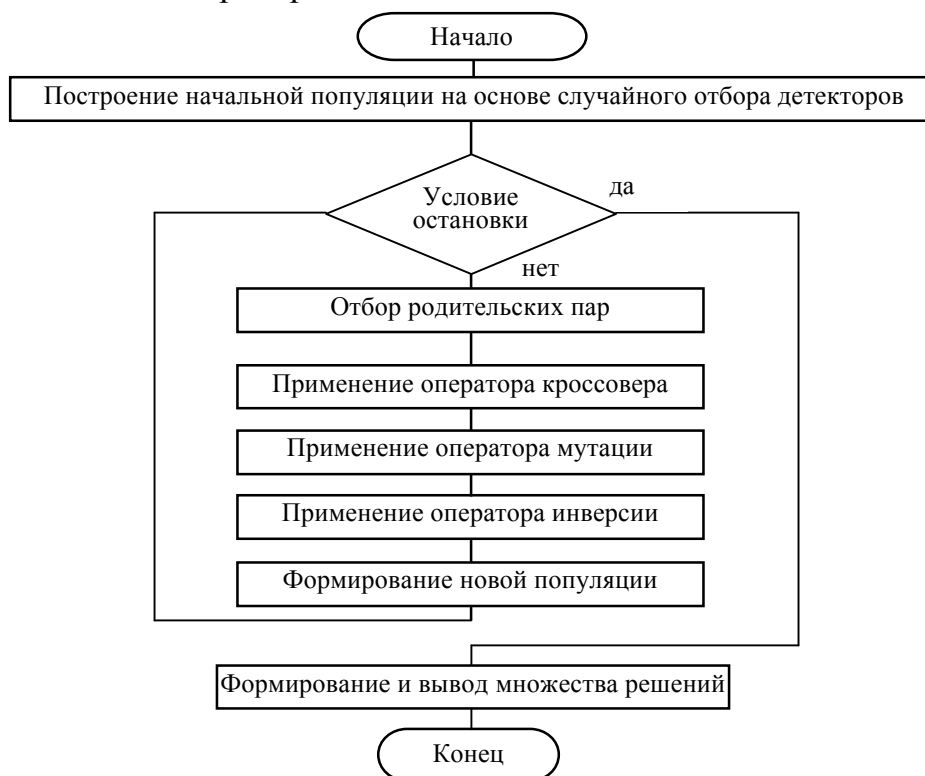 Начало
Построение начальной популяции на основе случайного отбора детекторов
Условие
остановки
да
нет
Отбор родительских пар
Применение оператора кроссовера
Применение оператора мутации
Применение оператора инверсии
Формирование новой популяции
Формирование и вывод множества решений
Конец